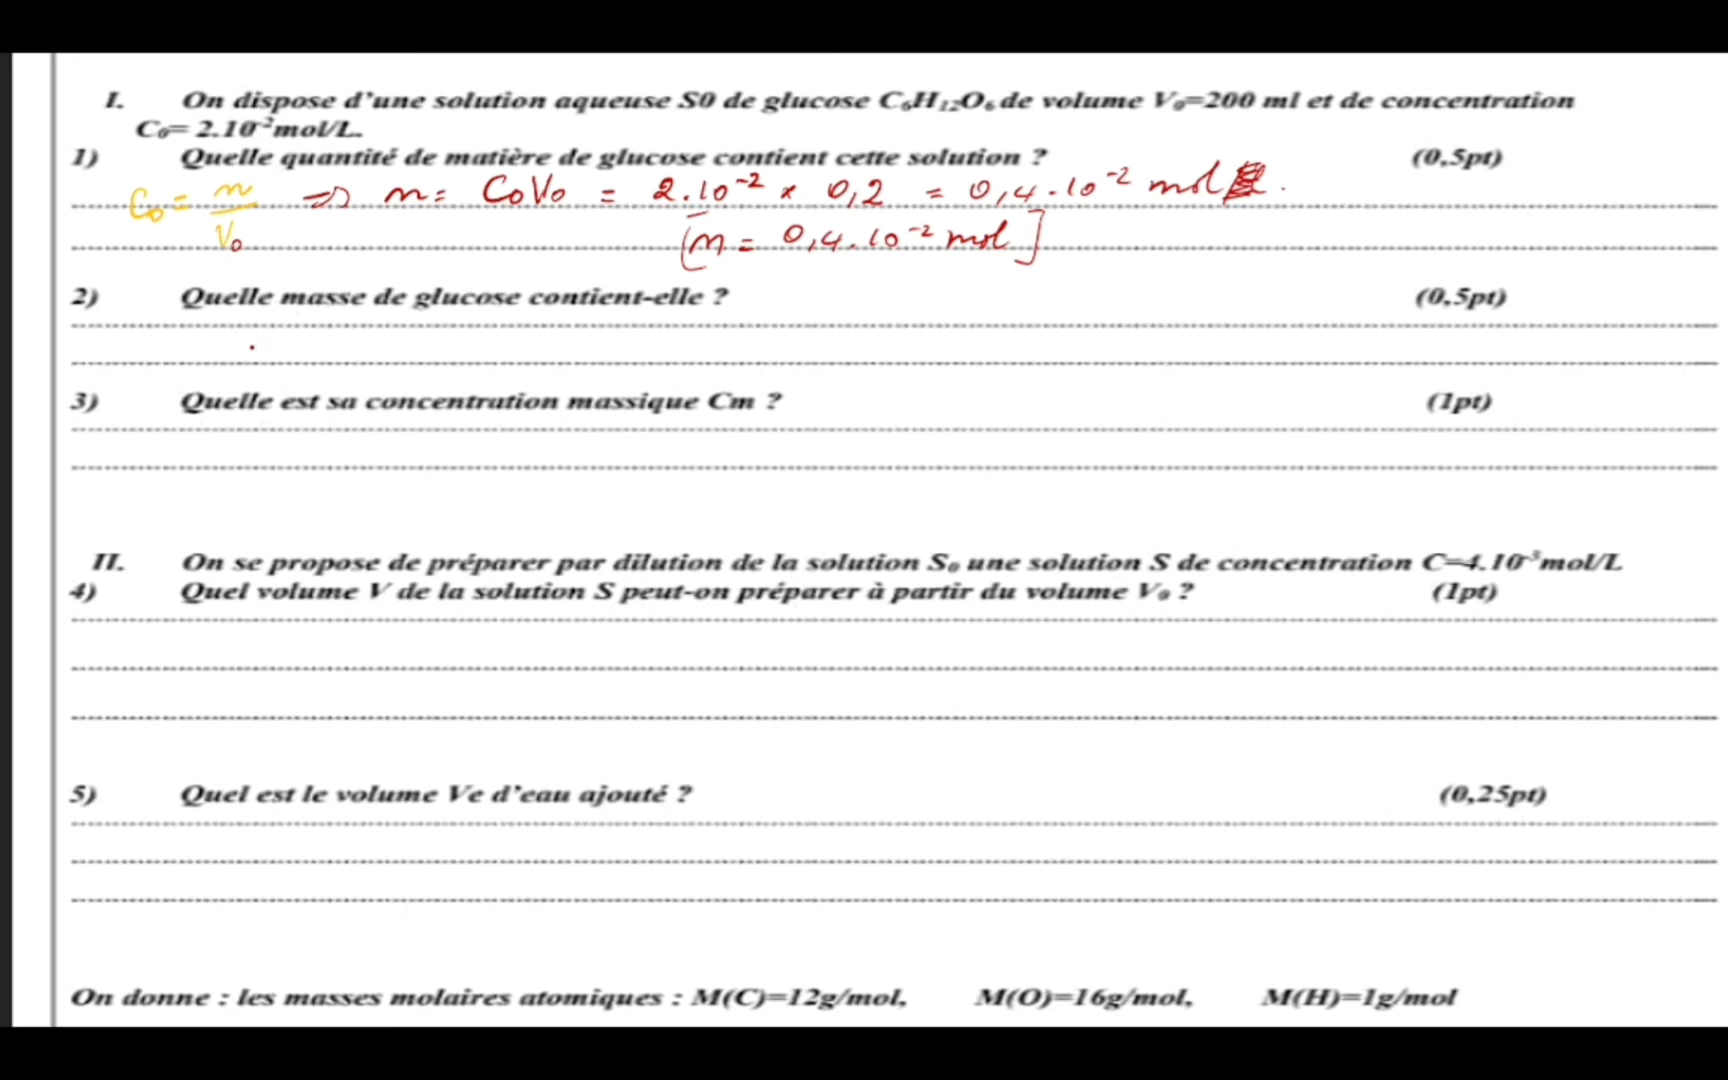 I. On dispose d'une solution aqueuse S0 de glucose C₆H₁₂O₆ de volume V₀=200 ml et de concentration
C₀= 2.10⁻²mol/L.
1) Quelle quantité de matière de glucose contient cette solution ? (0,5pt)
C₀ = n/V₀ => n = C₀V₀ = 2.10⁻² × 0,2 = 0,4.10⁻² mol.
[n = 0,4.10⁻² mol]
2) Quelle masse de glucose contient-elle ? (0,5pt)
3) Quelle est sa concentration massique Cm ? (1pt)
II. On se propose de préparer par dilution de la solution S₀ une solution S de concentration C=4.10⁻³mol/L
4) Quel volume V de la solution S peut-on préparer à partir du volume V₀ ? (1pt)
5) Quel est le volume Ve d'eau ajouté ? (0,25pt)
On donne : les masses molaires atomiques : M(C)=12g/mol, M(O)=16g/mol, M(H)=1g/mol